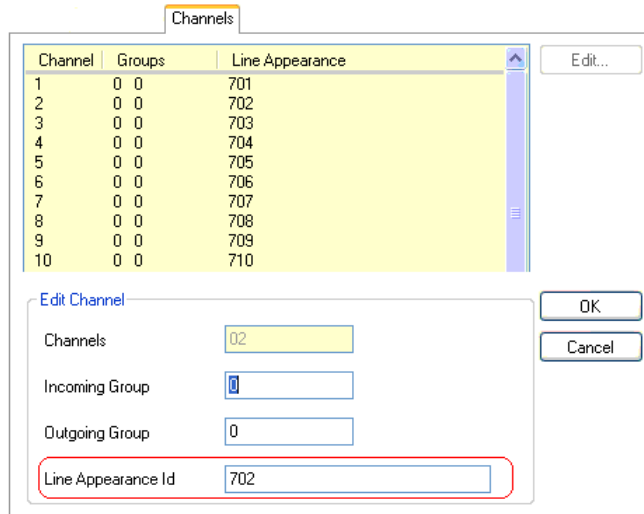 Channels
Channel Groups Line Appearance
1 0 0 701
2 0 0 702
3 0 0 703
4 0 0 704
5 0 0 705
6 0 0 706
7 0 0 707
8 0 0 708
9 0 0 709
10 0 0 710
Edit...
Edit Channel
Channels 02
Incoming Group 0
Outgoing Group 0
Line Appearance Id 702
OK
Cancel